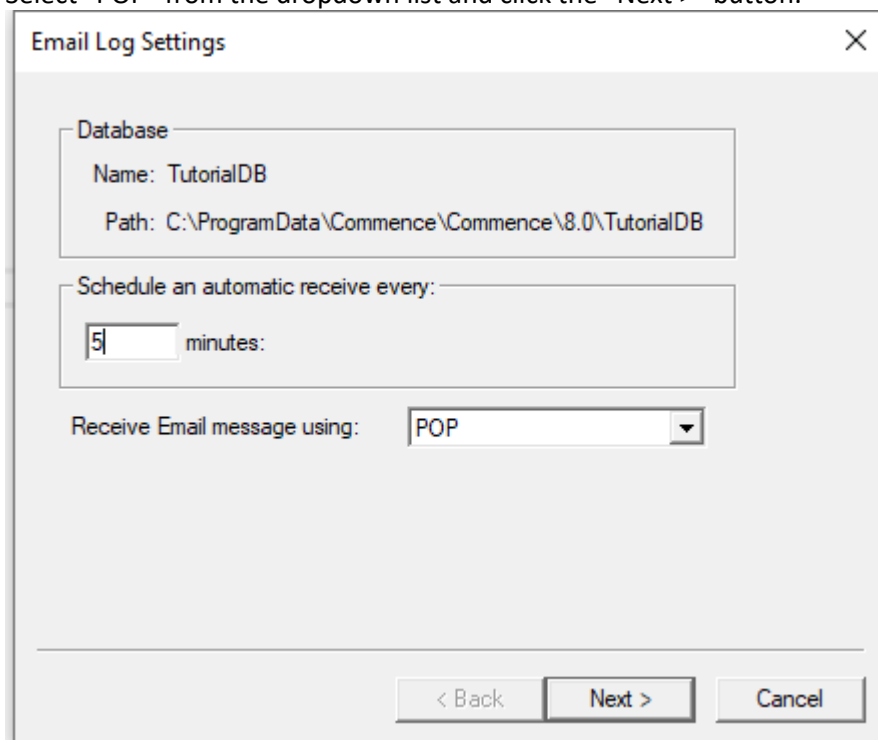 Select "POP" from the dropdown list and click the "Next >" button.
Email Log Settings
Database
Name: TutorialDB
Path: C:\ProgramData\Commence\Commence\8.0\TutorialDB
Schedule an automatic receive every:
5 minutes:
Receive Email message using: POP
< Back Next > Cancel